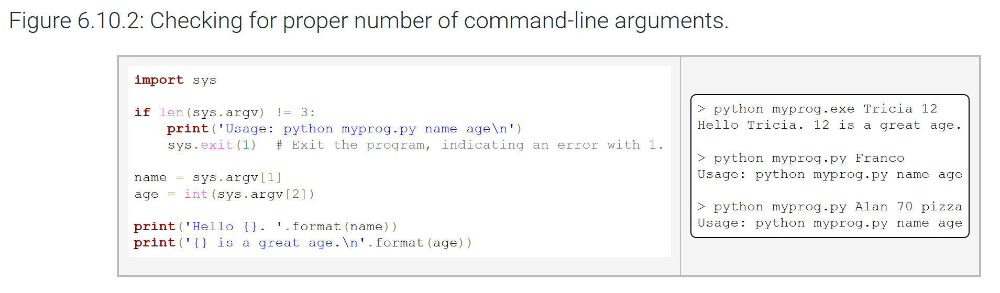 Figure 6.10.2: Checking for proper number of command-line arguments.
import sys

if len(sys.argv) != 3:
    print('Usage: python myprog.py name age\n')
    sys.exit(1)  # Exit the program, indicating an error with 1.

name = sys.argv[1]
age = int(sys.argv[2])

print('Hello {}. '.format(name))
print('{} is a great age.\n'.format(age))

> python myprog.exe Tricia 12
Hello Tricia. 12 is a great age.

> python myprog.py Franco
Usage: python myprog.py name age

> python myprog.py Alan 70 pizza
Usage: python myprog.py name age